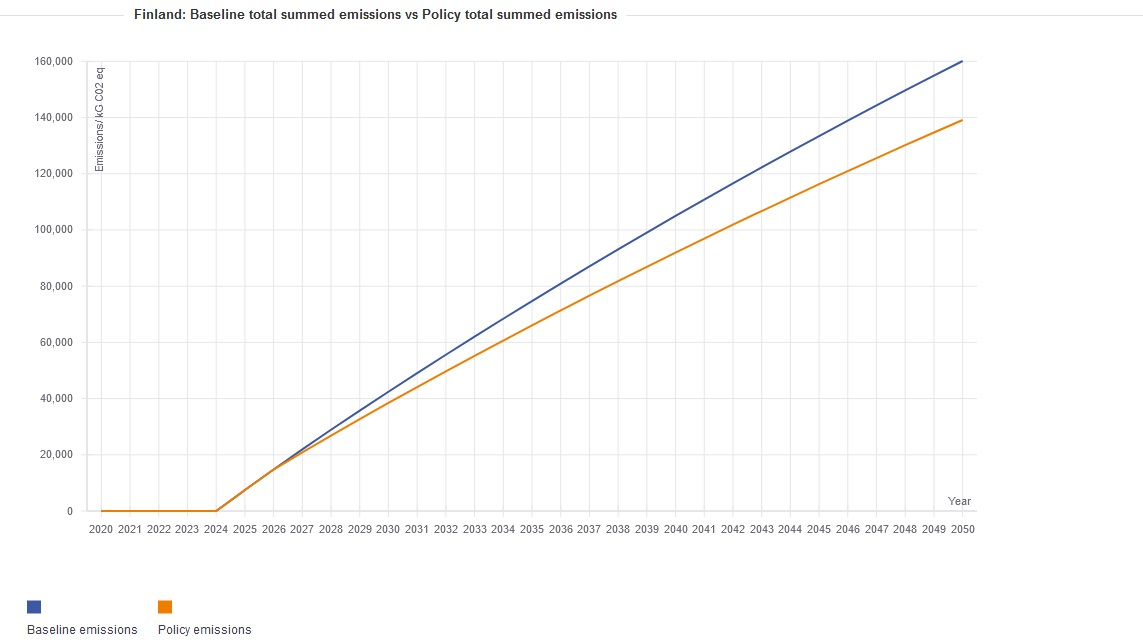 Finland: Baseline total summed emissions vs Policy total summed emissions
160,000
140,000
120,000
100,000
80,000
60,000
40,000
20,000
0
Emissions/ kG C02 eq
Year
2020 2021 2022 2023 2024 2025 2026 2027 2028 2029 2030 2031 2032 2033 2034 2035 2036 2037 2038 2039 2040 2041 2042 2043 2044 2045 2046 2047 2048 2049 2050
Baseline emissions Policy emissions